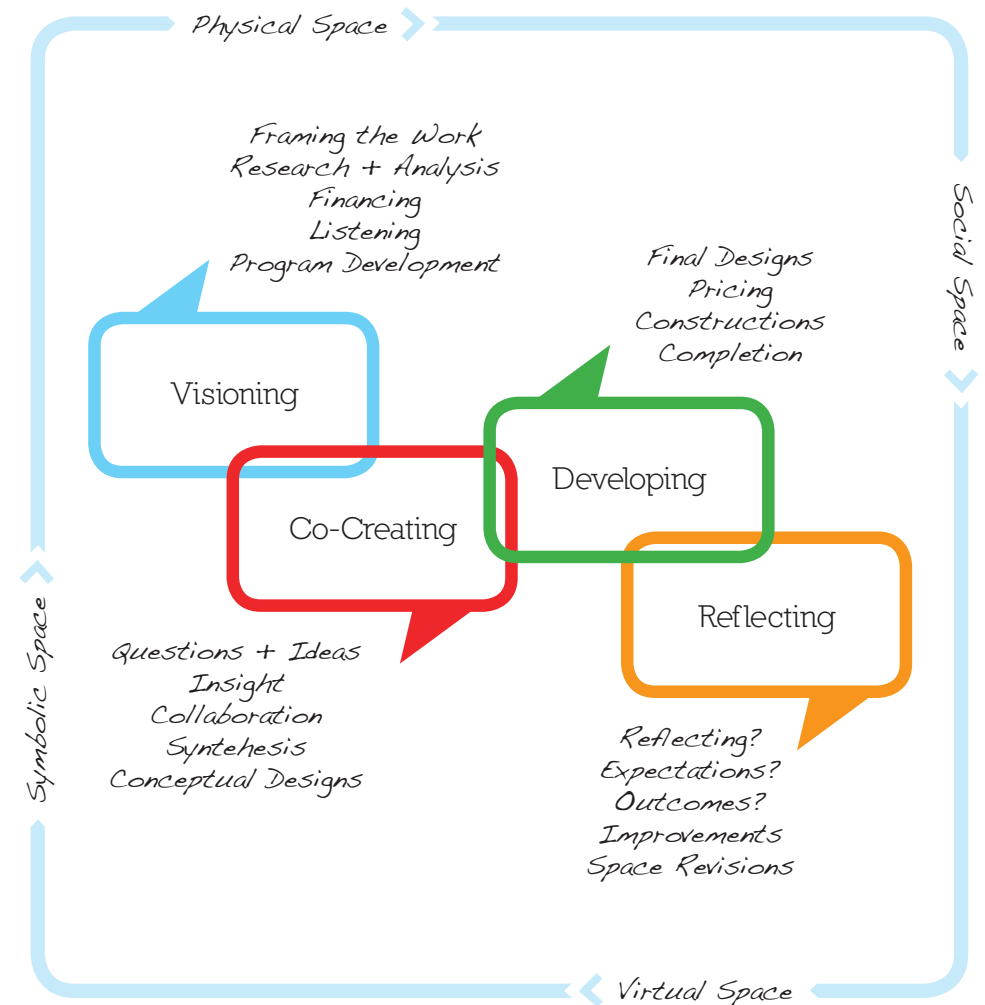 Physical Space
Social Space
Framing the Work
Research + Analysis
Financing
Listening
Program Development
Visioning
Final Designs
Pricing
Constructions
Completion
Developing
Co-Creating
Questions + Ideas
Insight
Collaboration
Syntehesis
Conceptual Designs
Reflecting
Reflecting?
Expectations?
Outcomes?
Improvements
Space Revisions
Virtual Space
Symbolic Space